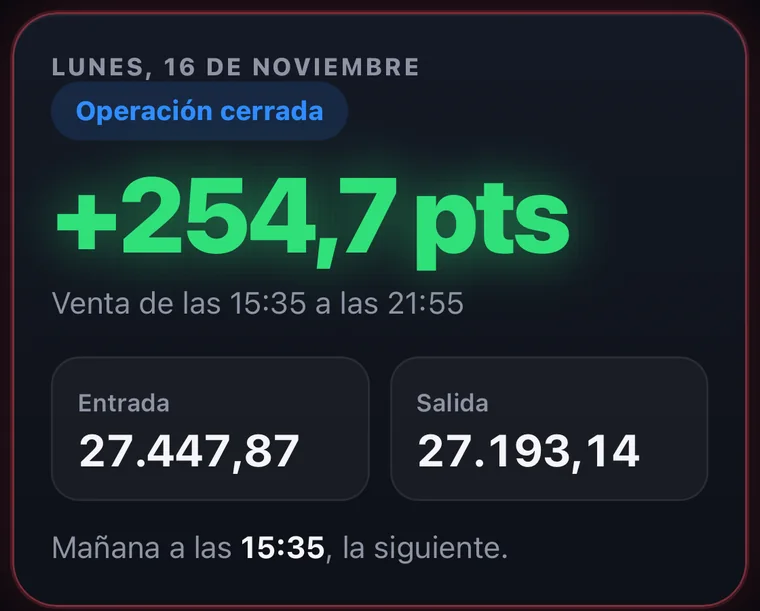 LUNES, 16 DE NOVIEMBRE
Operación cerrada
+254,7 pts
Venta de las 15:35 a las 21:55
Entrada
27.447,87
Salida
27.193,14
Mañana a las 15:35, la siguiente.